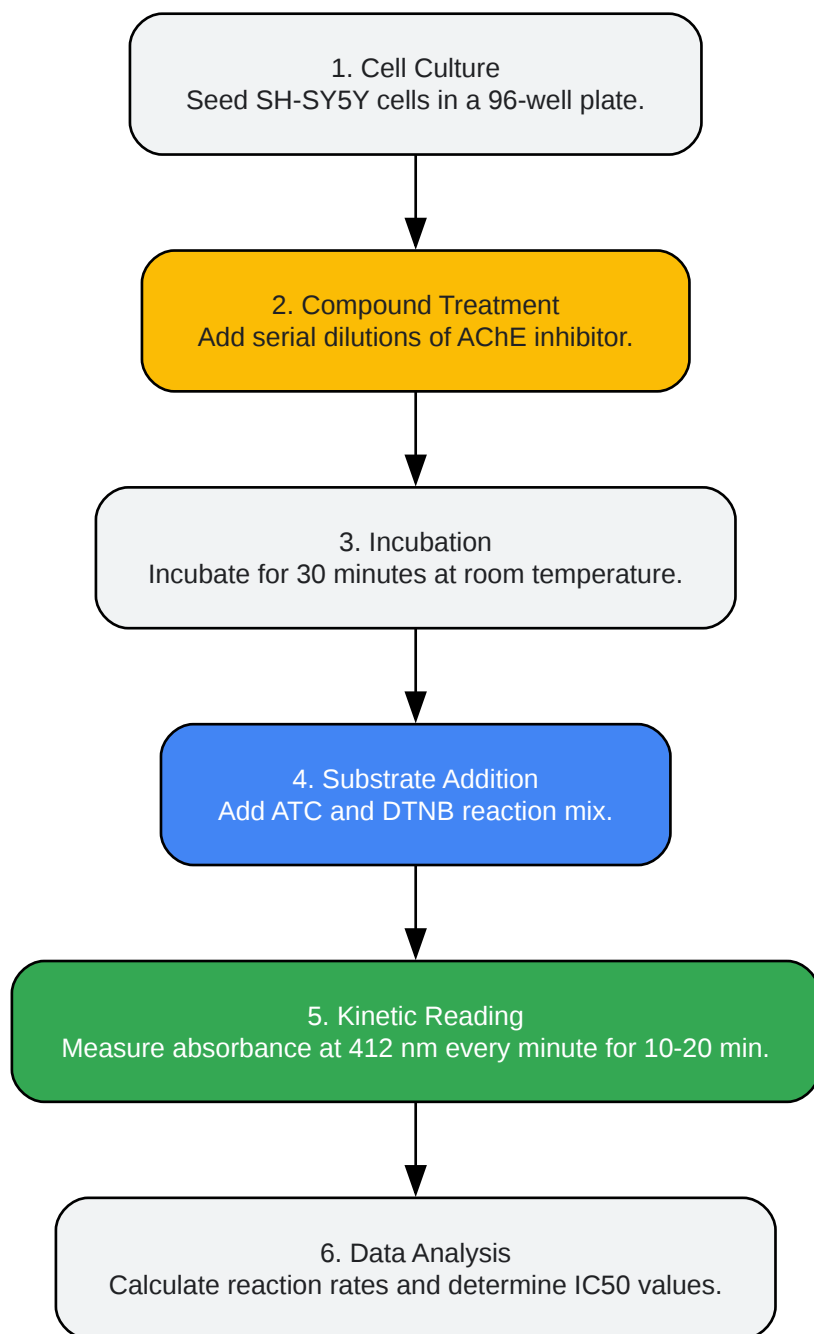 1. Cell Culture
Seed SH-SY5Y cells in a 96-well plate.
2. Compound Treatment
Add serial dilutions of AChE inhibitor.
3. Incubation
Incubate for 30 minutes at room temperature.
4. Substrate Addition
Add ATC and DTNB reaction mix.
5. Kinetic Reading
Measure absorbance at 412 nm every minute for 10-20 min.
6. Data Analysis
Calculate reaction rates and determine IC50 values.